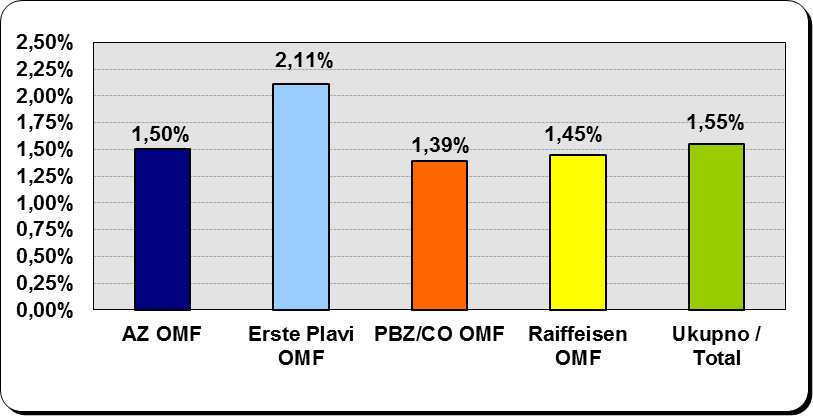 2,50%
2,25%
2,00%
1,75%
1,50%
1,25%
1,00%
0,75%
0,50%
0,25%
0,00%
1,50%
2,11%
1,39%
1,45%
1,55%
AZ OMF
Erste Plavi
OMF
PBZ/CO OMF
Raiffeisen
OMF
Ukupno /
Total